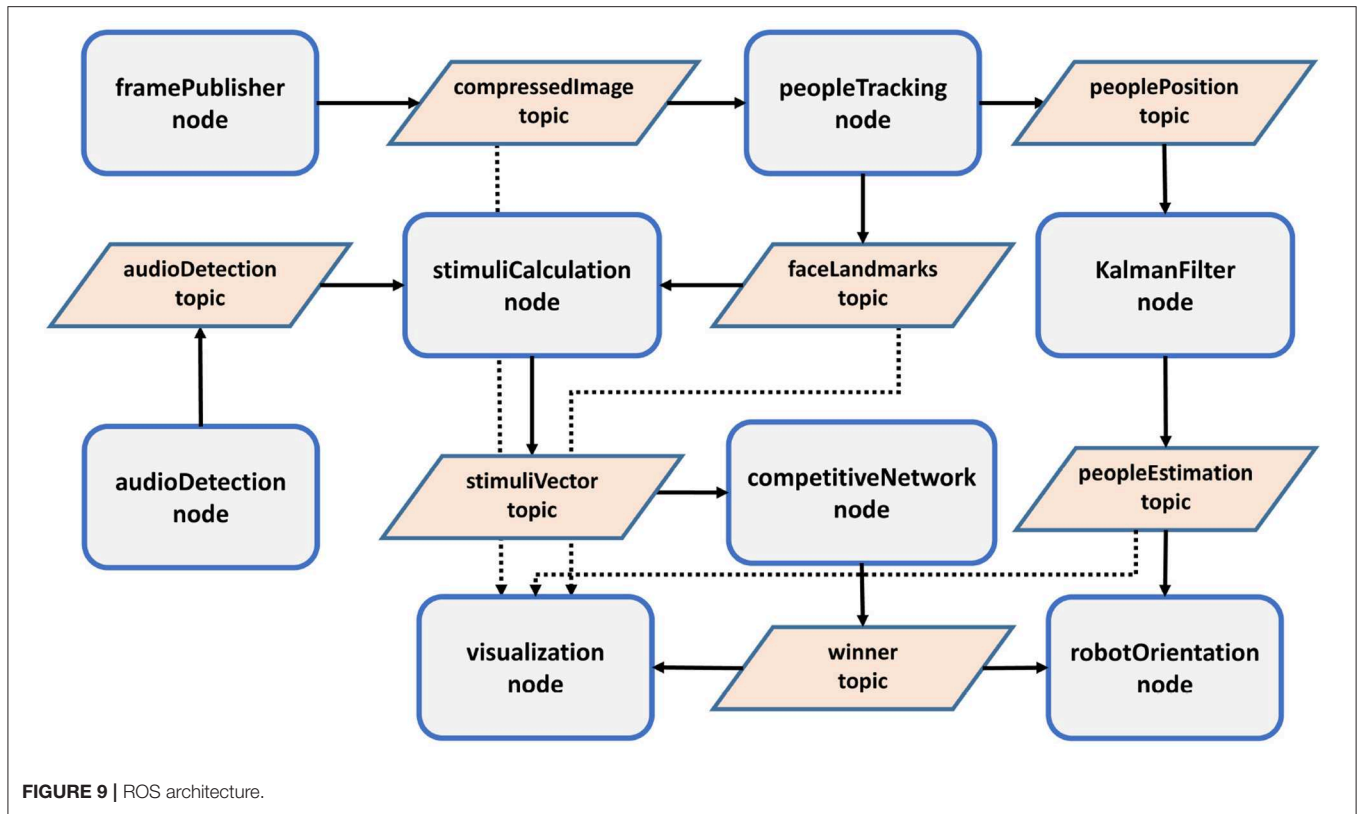 framePublisher
node
compressedImage
topic
peopleTracking
node
peoplePosition
topic
audioDetection
topic
stimuliCalculation
node
faceLandmarks
topic
KalmanFilter
node
audioDetection
node
stimuliVector
topic
competitiveNetwork
node
peopleEstimation
topic
visualization
node
winner
topic
robotOrientation
node
FIGURE 9 | ROS architecture.